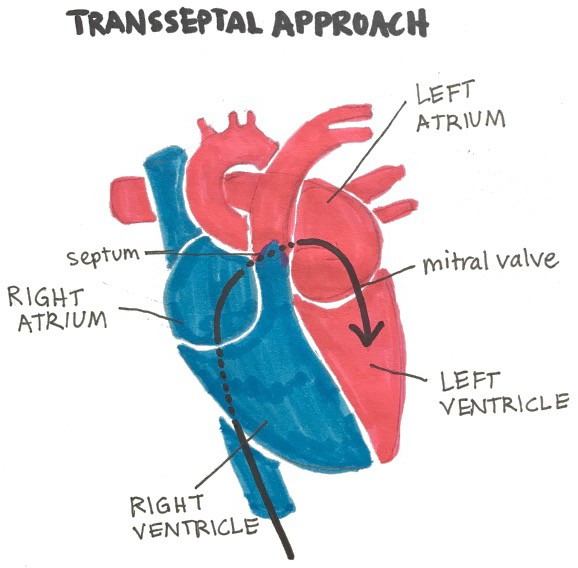 TRANSSEPTAL APPROACH
LEFT
ATRIUM
septum
mitral valve
RIGHT
ATRIUM
LEFT
VENTRICLE
RIGHT
VENTRICLE